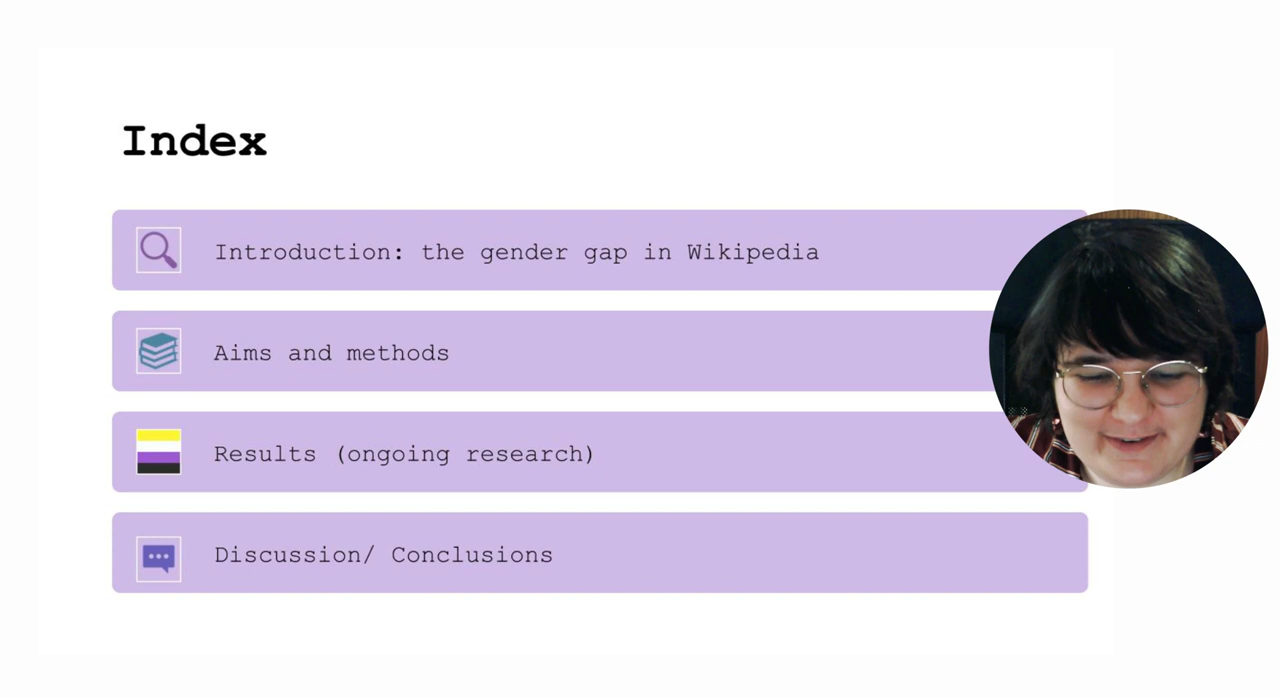 Index
Introduction: the gender gap in Wikipedia
Aims and methods
Results (ongoing research)
Discussion/ Conclusions